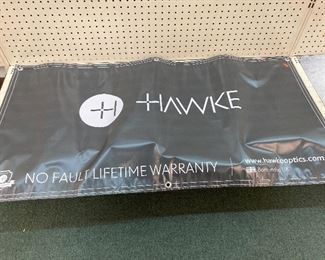 HAWKE
NO FAULT LIFETIME WARRANTY
www.hawkeoptics.com